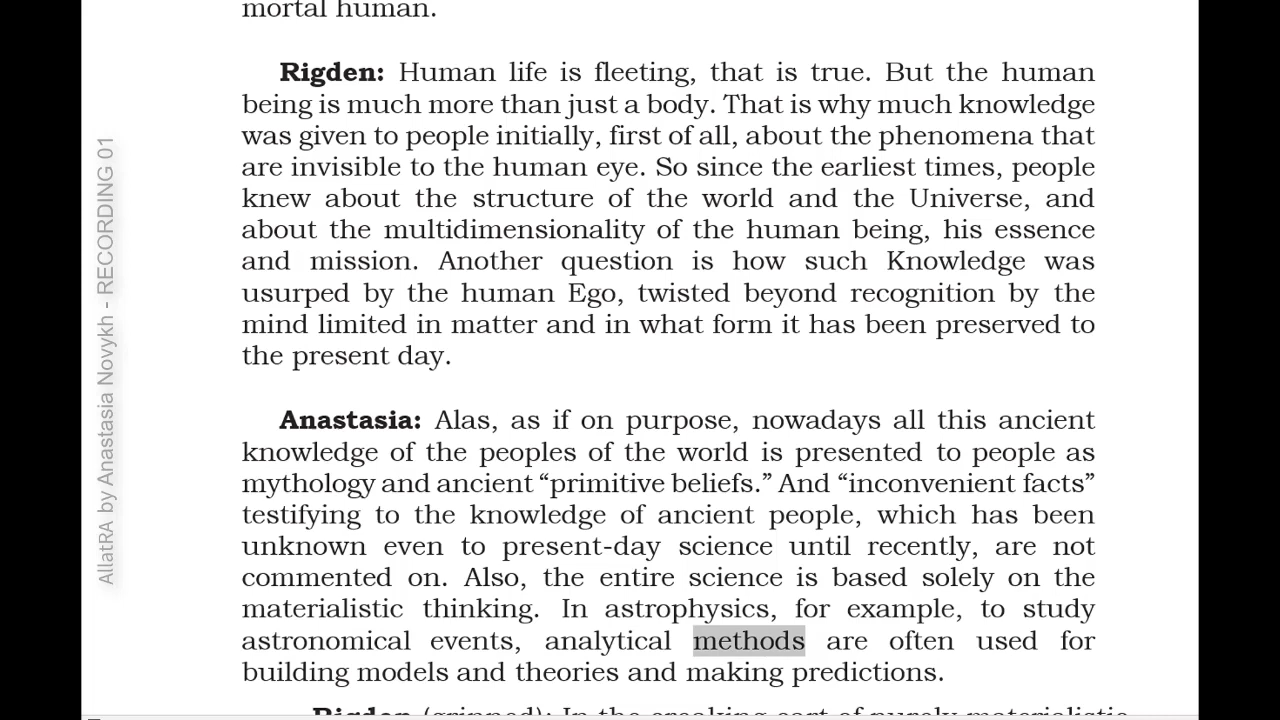 mortal human.
Rigden: Human life is fleeting, that is true. But the human
being is much more than just a body. That is why much knowledge
was given to people initially, first of all, about the phenomena that
are invisible to the human eye. So since the earliest times, people
knew about the structure of the world and the Universe, and
about the multidimensionality of the human being, his essence
and mission. Another question is how such Knowledge was
usurped by the human Ego, twisted beyond recognition by the
mind limited in matter and in what form it has been preserved to
the present day.
Anastasia: Alas, as if on purpose, nowadays all this ancient
knowledge of the peoples of the world is presented to people as
mythology and ancient “primitive beliefs.” And “inconvenient facts”
testifying to the knowledge of ancient people, which has been
unknown even to present-day science until recently, are not
commented on. Also, the entire science is based solely on the
materialistic thinking. In astrophysics, for example, to study
astronomical events, analytical methods are often used for
building models and theories and making predictions.
Rigden (grinned): In the creaking cart of purely materialistic
AllatRA by Anastasia Novykh - RECORDING 01